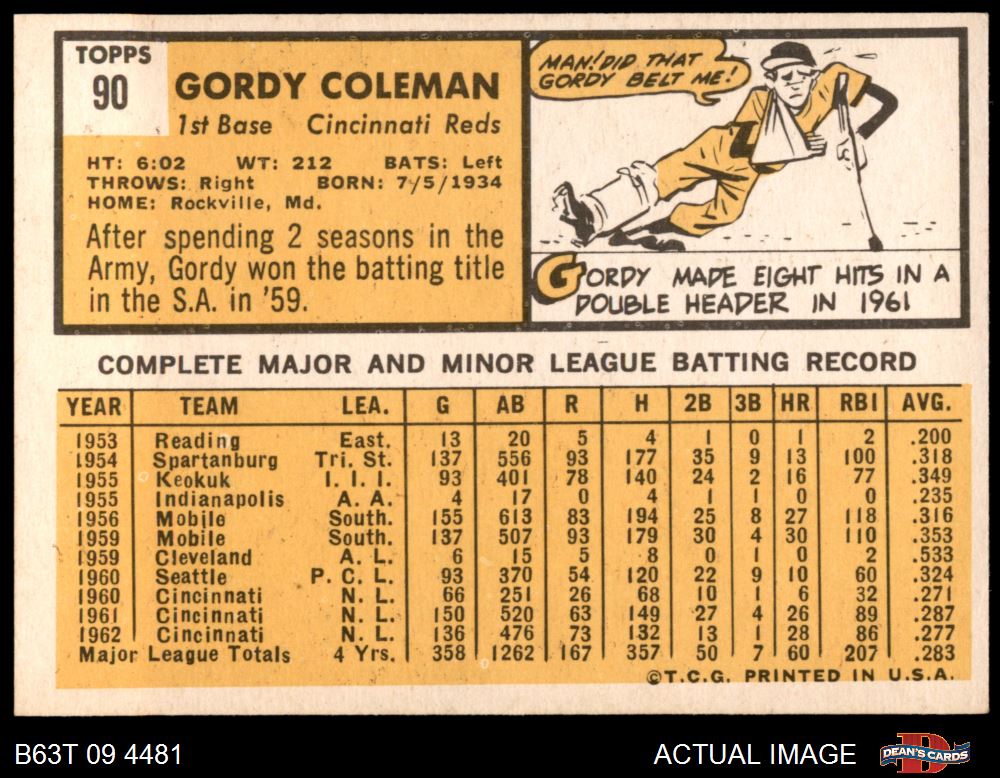 TOPPS
90
GORDY COLEMAN
1st Base Cincinnati Reds
HT: 6:02 WT: 212 BATS: Left
THROWS: Right BORN: 7/5/1934
HOME: Rockville, Md.
After spending 2 seasons in the
Army, Gordy won the batting title
in the S.A. in '59.
MAN! DID THAT
GORDY BELT ME!
GORDY MADE EIGHT HITS IN A
DOUBLE HEADER IN 1961
COMPLETE MAJOR AND MINOR LEAGUE BATTING RECORD
YEAR TEAM LEA. G AB R H 2B 3B HR RBI AVG.
1953 Reading East. 13 20 5 4 1 0 1 2 .200
1954 Spartanburg Tri. St. 137 556 93 177 35 9 13 100 .318
1955 Keokuk I. I. I. 93 401 78 140 24 2 16 77 .349
1955 Indianapolis A. A. 4 17 0 4 1 1 0 0 .235
1956 Mobile South. 155 613 83 194 25 8 27 118 .316
1959 Mobile South. 137 507 93 179 30 4 30 110 .353
1959 Cleveland A. L. 6 15 5 8 0 1 0 2 .533
1960 Seattle P. C. L. 93 370 54 120 22 9 10 60 .324
1960 Cincinnati N. L. 66 251 26 68 10 1 6 32 .271
1961 Cincinnati N. L. 150 520 63 149 27 4 26 89 .287
1962 Cincinnati N. L. 136 476 73 132 13 1 28 86 .277
Major League Totals 4 Yrs. 358 1262 167 357 50 7 60 207 .283
©T.C.G. PRINTED IN U.S.A.
B63T 09 4481 ACTUAL IMAGE DEAN'S CARDS